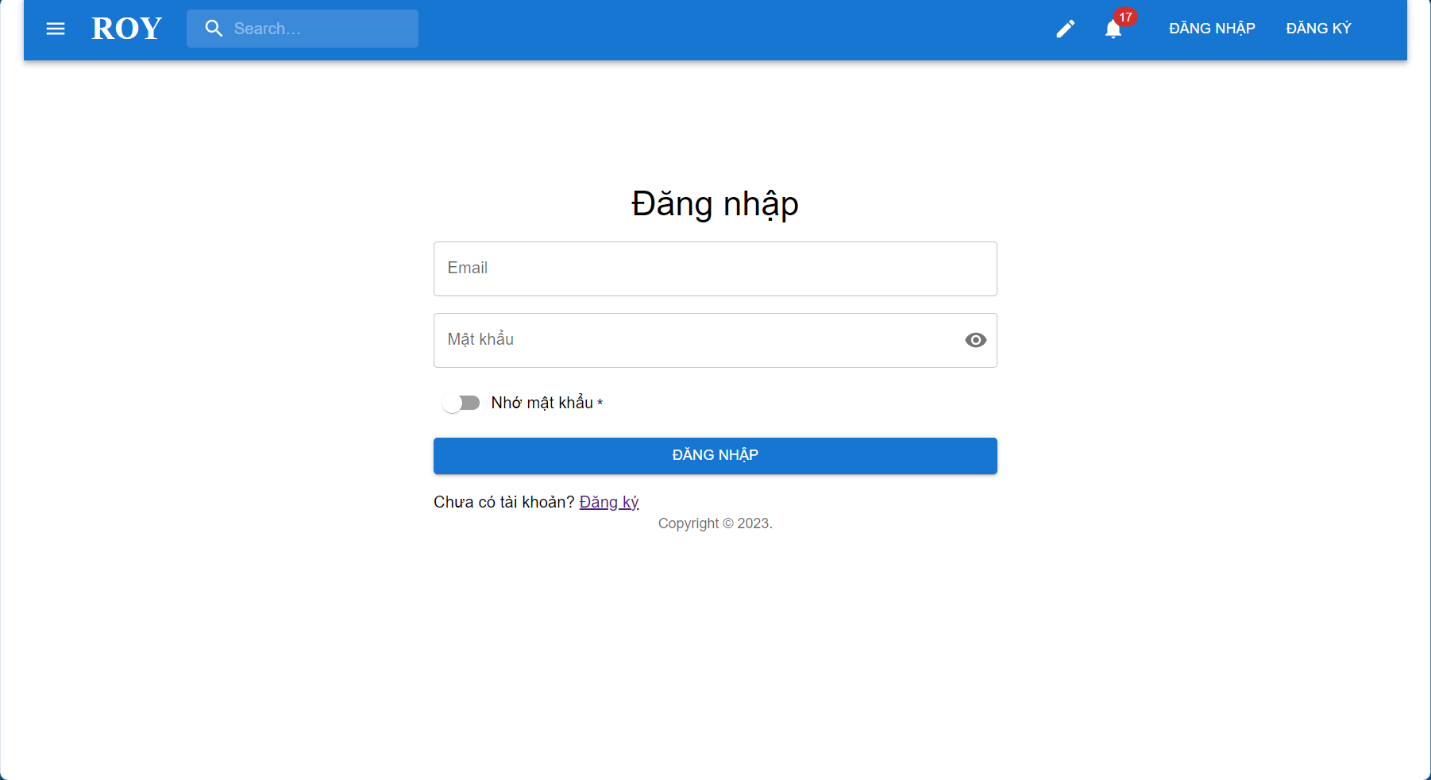 ROY Search… 17 ĐĂNG NHẬP ĐĂNG KÝ
Đăng nhập
Email
Mật khẩu
Nhớ mật khẩu *
ĐĂNG NHẬP
Chưa có tài khoản? Đăng ký
Copyright © 2023.